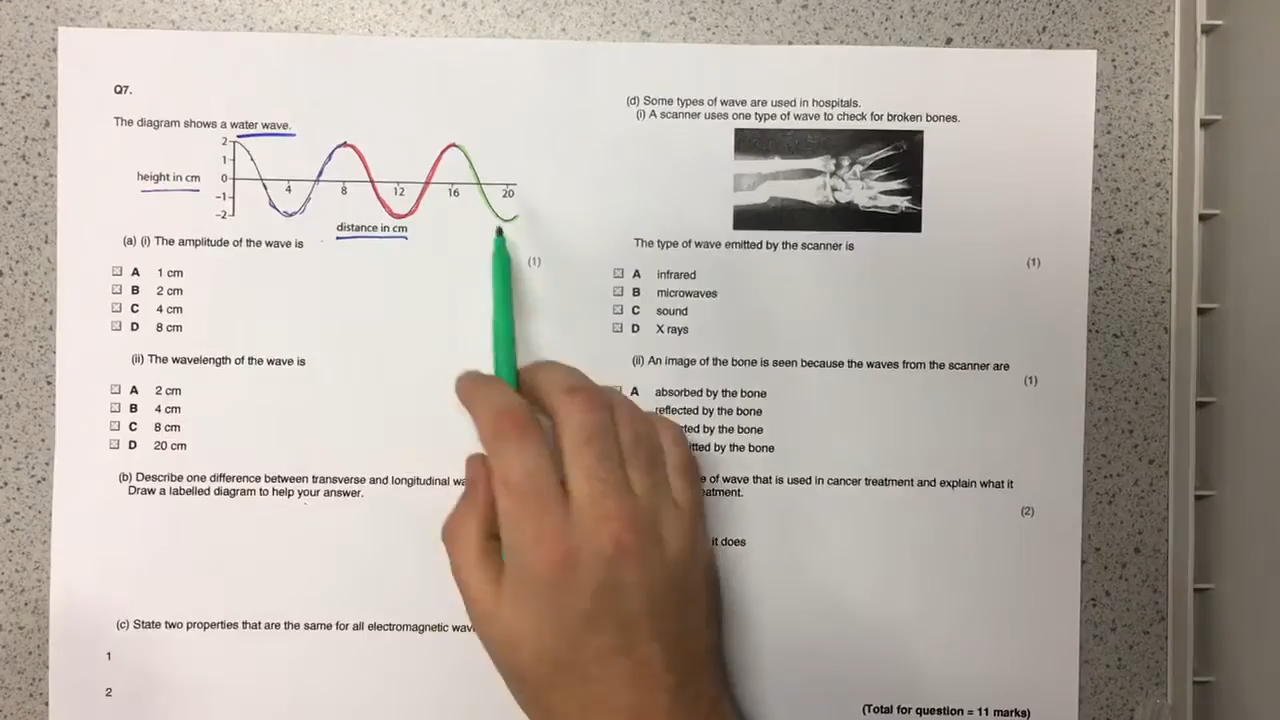 Q7.
The diagram shows a water wave.
2
1
height in cm
0
-1
-2
4
8
12
16
20
distance in cm
(a) (i) The amplitude of the wave is
(1)
A 1 cm
B 2 cm
C 4 cm
D 8 cm
(ii) The wavelength of the wave is
A 2 cm
B 4 cm
C 8 cm
D 20 cm
(b) Describe one difference between transverse and longitudinal
Draw a labelled diagram to help your answer.
(c) State two properties that are the same for all electromagnetic
1
2
(d) Some types of wave are used in hospitals.
(i) A scanner uses one type of wave to check for broken bones.
The type of wave emitted by the scanner is
(1)
A infrared
B microwaves
C sound
D X rays
(ii) An image of the bone is seen because the waves from the scanner are
(1)
A absorbed by the bone
reflected by the bone
by the bone
by the bone
of wave that is used in cancer treatment and explain what it
(2)
it does
(Total for question = 11 marks)